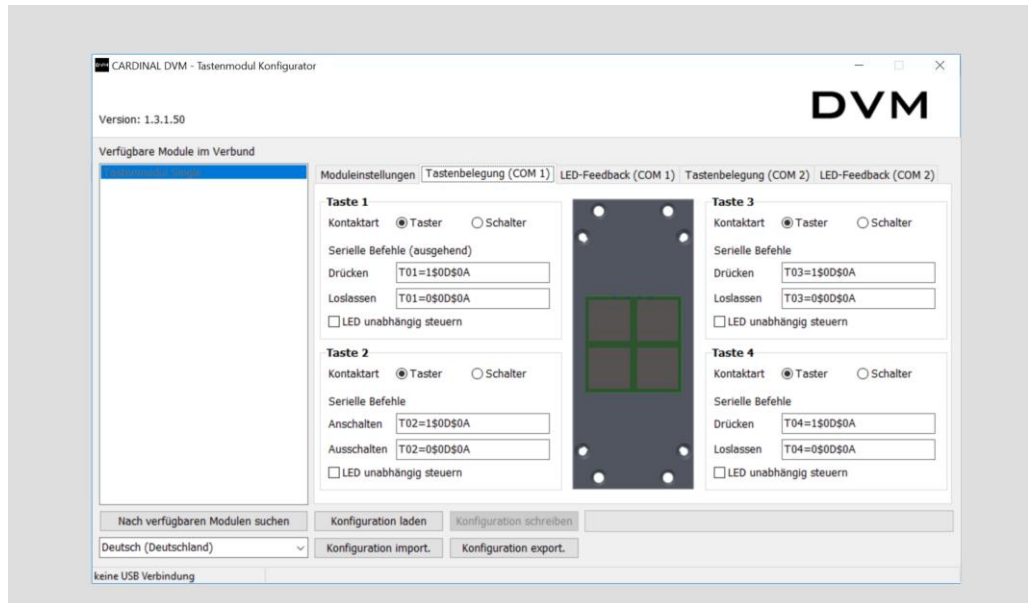 DVM CARDINAL DVM - Tastenmodul Konfigurator
DVM
Version: 1.3.1.50
Verfügbare Module im Verbund
Tastenmodul Single
Moduleinstellungen Tastenbelegung (COM 1) LED-Feedback (COM 1) Tastenbelegung (COM 2) LED-Feedback (COM 2)
Taste 1
Kontaktart Taster Schalter
Serielle Befehle (ausgehend)
Drücken T01=1$0D$0A
Loslassen T01=0$0D$0A
LED unabhängig steuern
Taste 2
Kontaktart Taster Schalter
Serielle Befehle
Anschalten T02=1$0D$0A
Ausschalten T02=0$0D$0A
LED unabhängig steuern
Taste 3
Kontaktart Taster Schalter
Serielle Befehle
Drücken T03=1$0D$0A
Loslassen T03=0$0D$0A
LED unabhängig steuern
Taste 4
Kontaktart Taster Schalter
Serielle Befehle
Drücken T04=1$0D$0A
Loslassen T04=0$0D$0A
LED unabhängig steuern
Nach verfügbaren Modulen suchen Konfiguration laden Konfiguration schreiben
Deutsch (Deutschland) Konfiguration import. Konfiguration export.
keine USB Verbindung